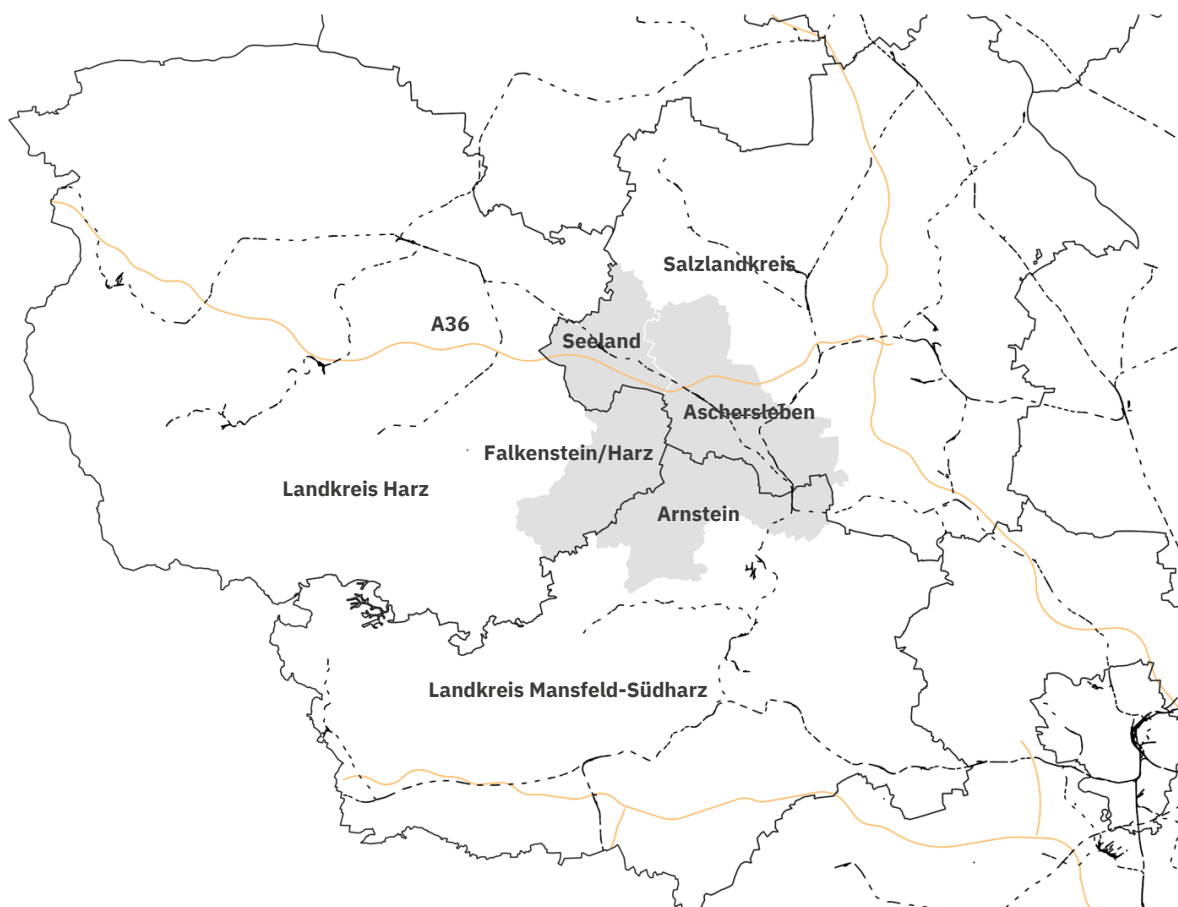 Salzlandkreis
A36
Seeland
Aschersleben
Falkenstein/Harz
Landkreis Harz
Arnstein
Landkreis Mansfeld-Südharz